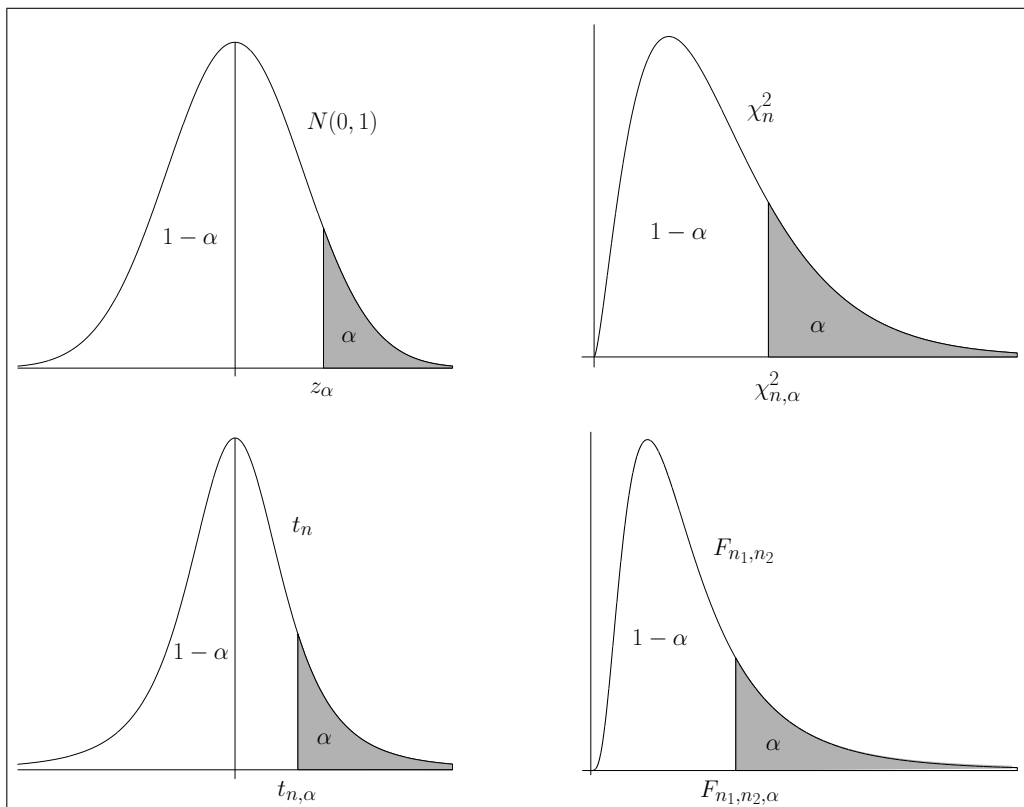 N(0, 1)
1 − α
α
z_α
χ²_n
1 − α
α
χ²_{n,α}
t_n
1 − α
α
t_{n,α}
F_{n₁,n₂}
1 − α
α
F_{n₁,n₂,α}